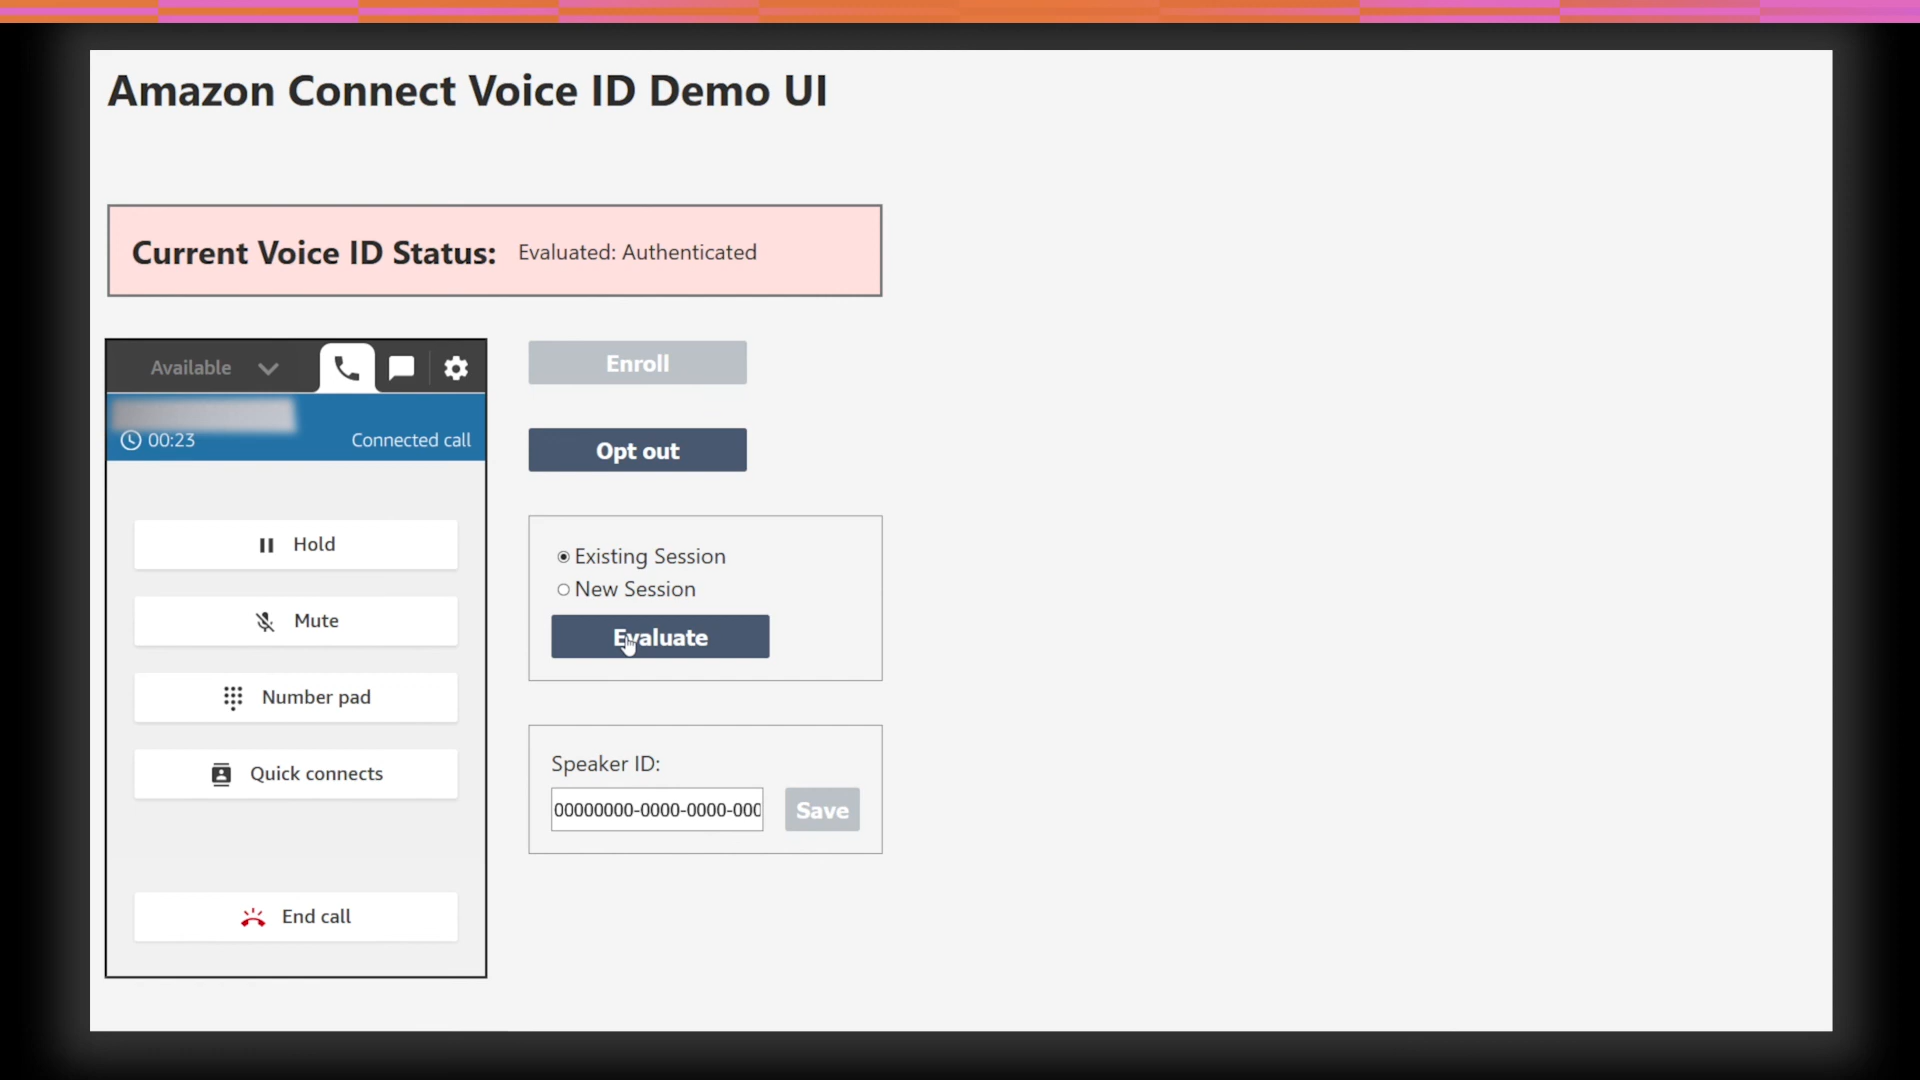 Amazon Connect Voice ID Demo UI
Current Voice ID Status: Evaluated: Authenticated
Available
00:23 Connected call
Hold
Mute
Number pad
Quick connects
End call
Enroll
Opt out
Existing Session
New Session
Evaluate
Speaker ID:
00000000-0000-0000-000
Save